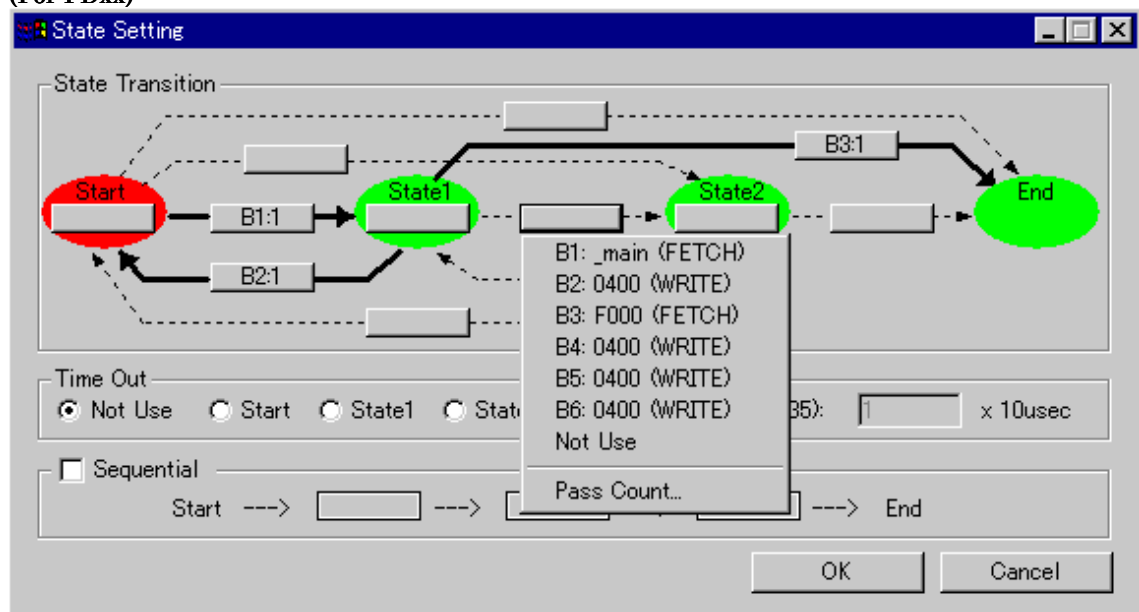 State Setting
State Transition
B3:1
Start
State1
State2
End
B1:1
B2:1
B1: _main (FETCH)
B2: 0400 (WRITE)
B3: F000 (FETCH)
B4: 0400 (WRITE)
B5: 0400 (WRITE)
B6: 0400 (WRITE)
Not Use
Pass Count...
Time Out
Not Use Start State1 35): 1 x 10usec
Sequential
Start ---> ---> ---> End
OK Cancel